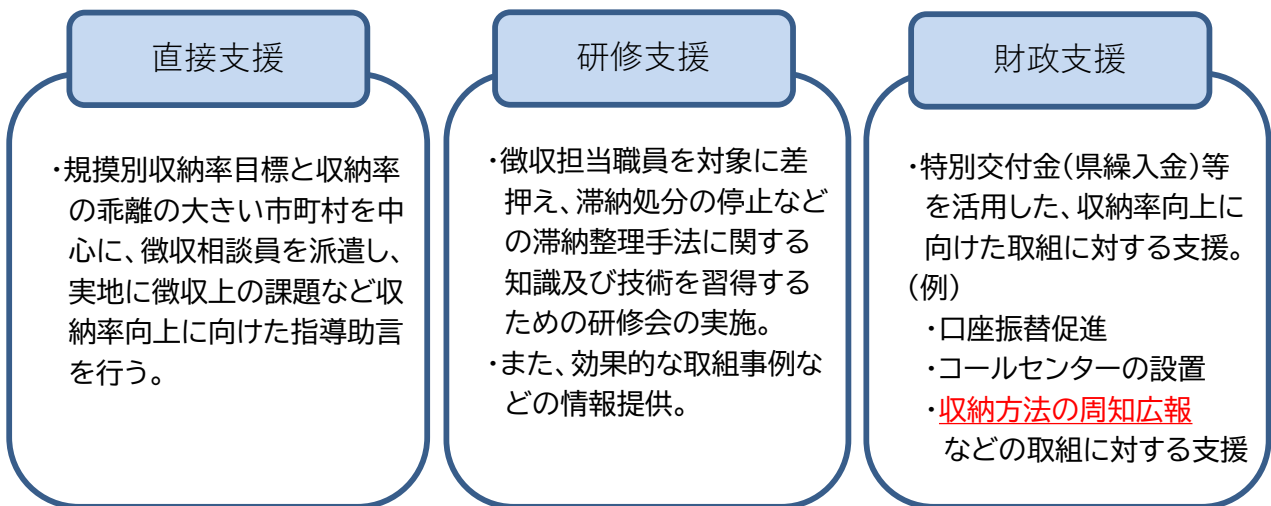 直接支援
・規摸別収納率目標と収納率
の乖離の大きい市町村を中
心に、徴収相談員を派遣し、
実地に徴収上の課題など収
納率向上に向けた指導助言
を行う。
研修支援
・徴収担当職員を対象に差
押え、滞納処分の停止など
の滞納整理手法に関する
知識及び技術を習得する
ための研修会の実施。
・また、効果的な取組事例な
どの情報提供。
財政支援
・特別交付金(県繰入金)等
を活用した、収納率向上に
向けた取組に対する支援。
(例)
・口座振替促進
・コールセンターの設置
・収納方法の周知広報
などの取組に対する支援